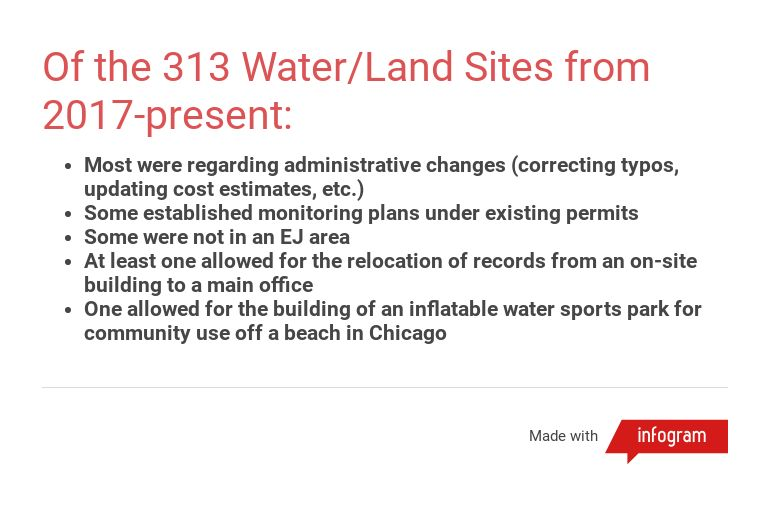 Of the 313 Water/Land Sites from
2017-present:
• Most were regarding administrative changes (correcting typos,
updating cost estimates, etc.)
• Some established monitoring plans under existing permits
• Some were not in an EJ area
• At least one allowed for the relocation of records from an on-site
building to a main office
• One allowed for the building of an inflatable water sports park for
community use off a beach in Chicago
Made with infogram